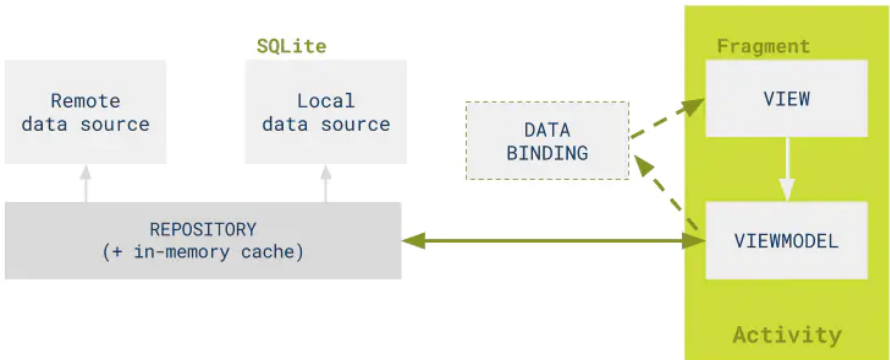 SQLite
Fragment
Remote
data source
Local
data source
VIEW
DATA
BINDING
REPOSITORY
(+ in-memory cache)
VIEWMODEL
Activity